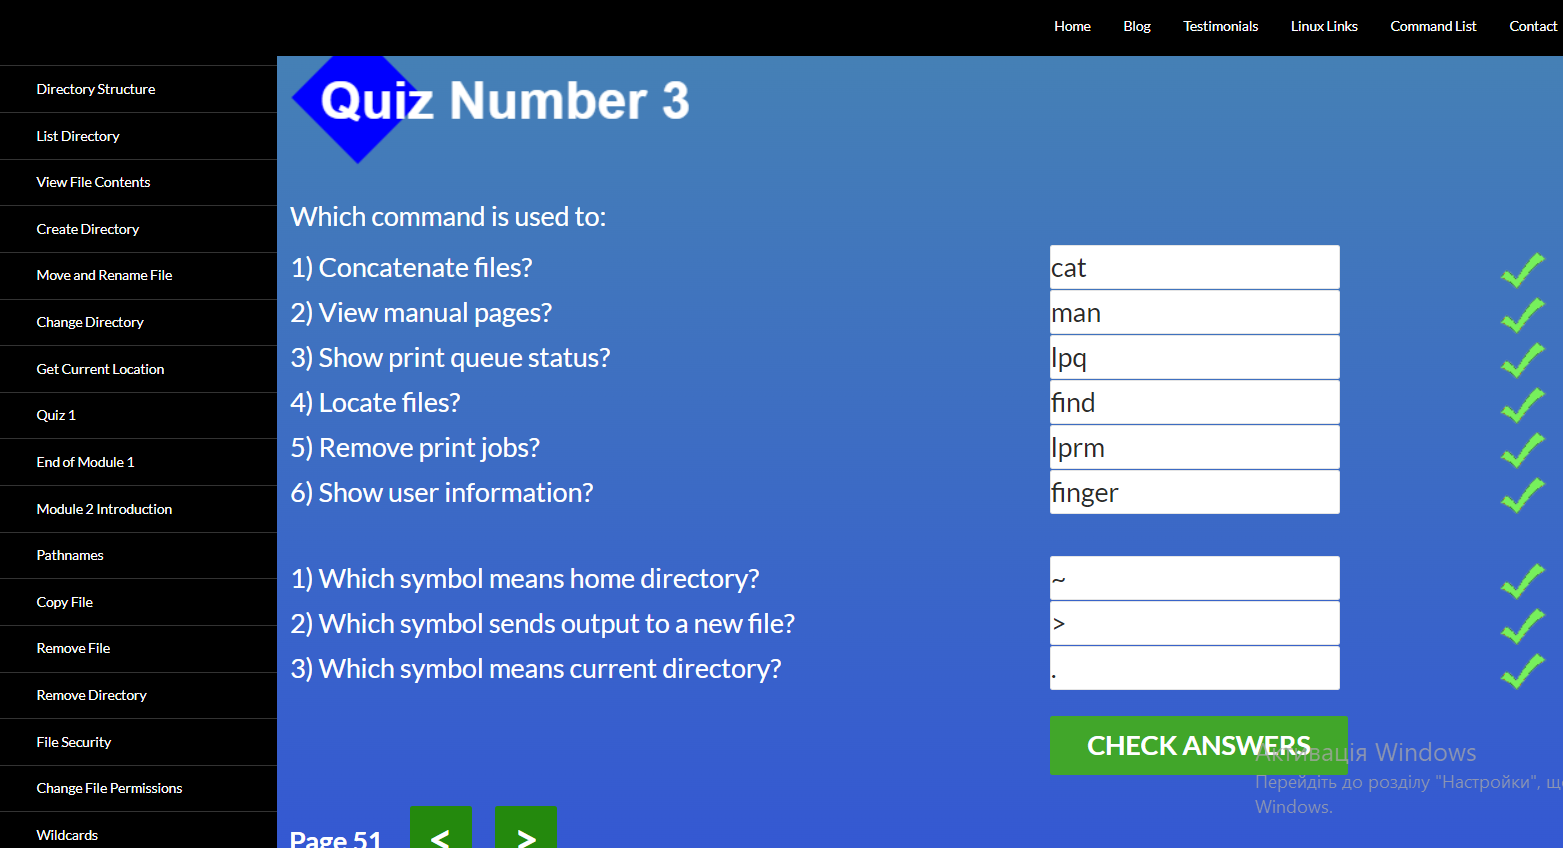 Home Blog Testimonials Linux Links Command List Contact
Directory Structure
List Directory
View File Contents
Create Directory
Move and Rename File
Change Directory
Get Current Location
Quiz 1
End of Module 1
Module 2 Introduction
Pathnames
Copy File
Remove File
Remove Directory
File Security
Change File Permissions
Wildcards
Quiz Number 3
Which command is used to:
1) Concatenate files? cat
2) View manual pages? man
3) Show print queue status? lpq
4) Locate files? find
5) Remove print jobs? lprm
6) Show user information? finger
1) Which symbol means home directory? ~
2) Which symbol sends output to a new file? >
3) Which symbol means current directory? .
CHECK ANSWERS
Активація Windows
Перейдіть до розділу "Настройки", що
Windows.
Page 51 < >